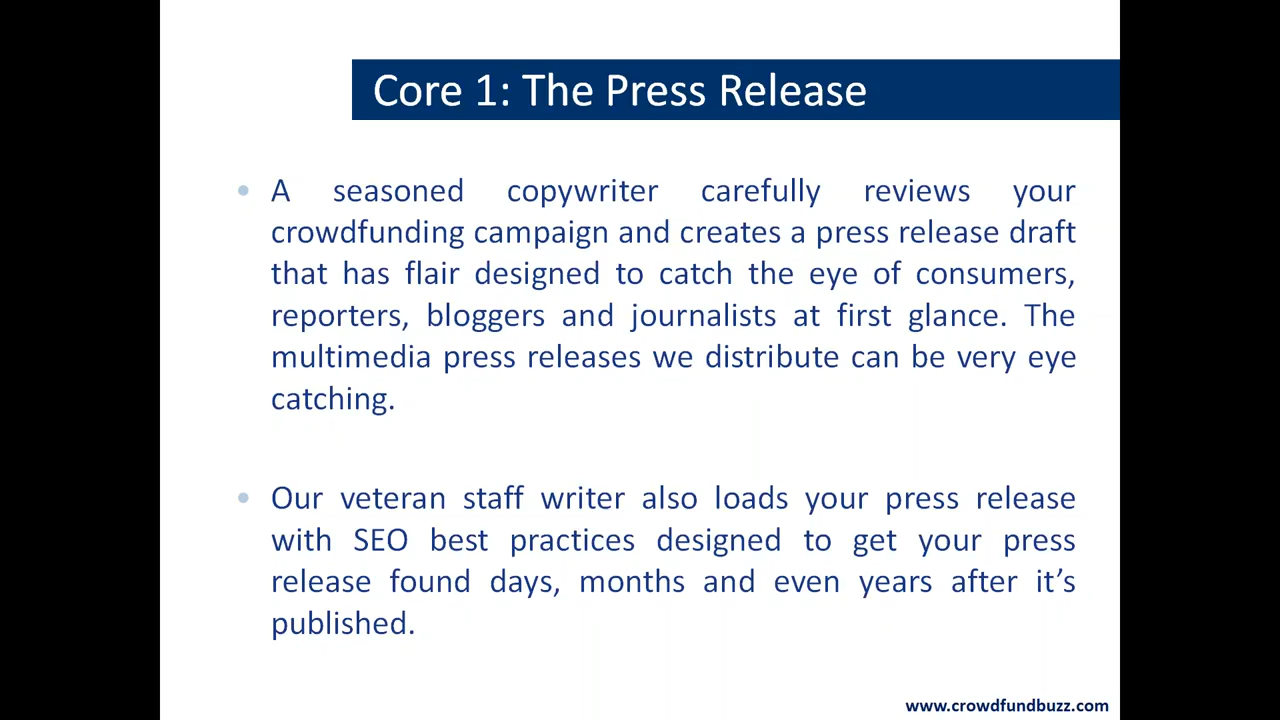 Core 1: The Press Release
• A seasoned copywriter carefully reviews your
crowdfunding campaign and creates a press release draft
that has flair designed to catch the eye of consumers,
reporters, bloggers and journalists at first glance. The
multimedia press releases we distribute can be very eye
catching.
• Our veteran staff writer also loads your press release
with SEO best practices designed to get your press
release found days, months and even years after it’s
published.
www.crowdfundbuzz.com